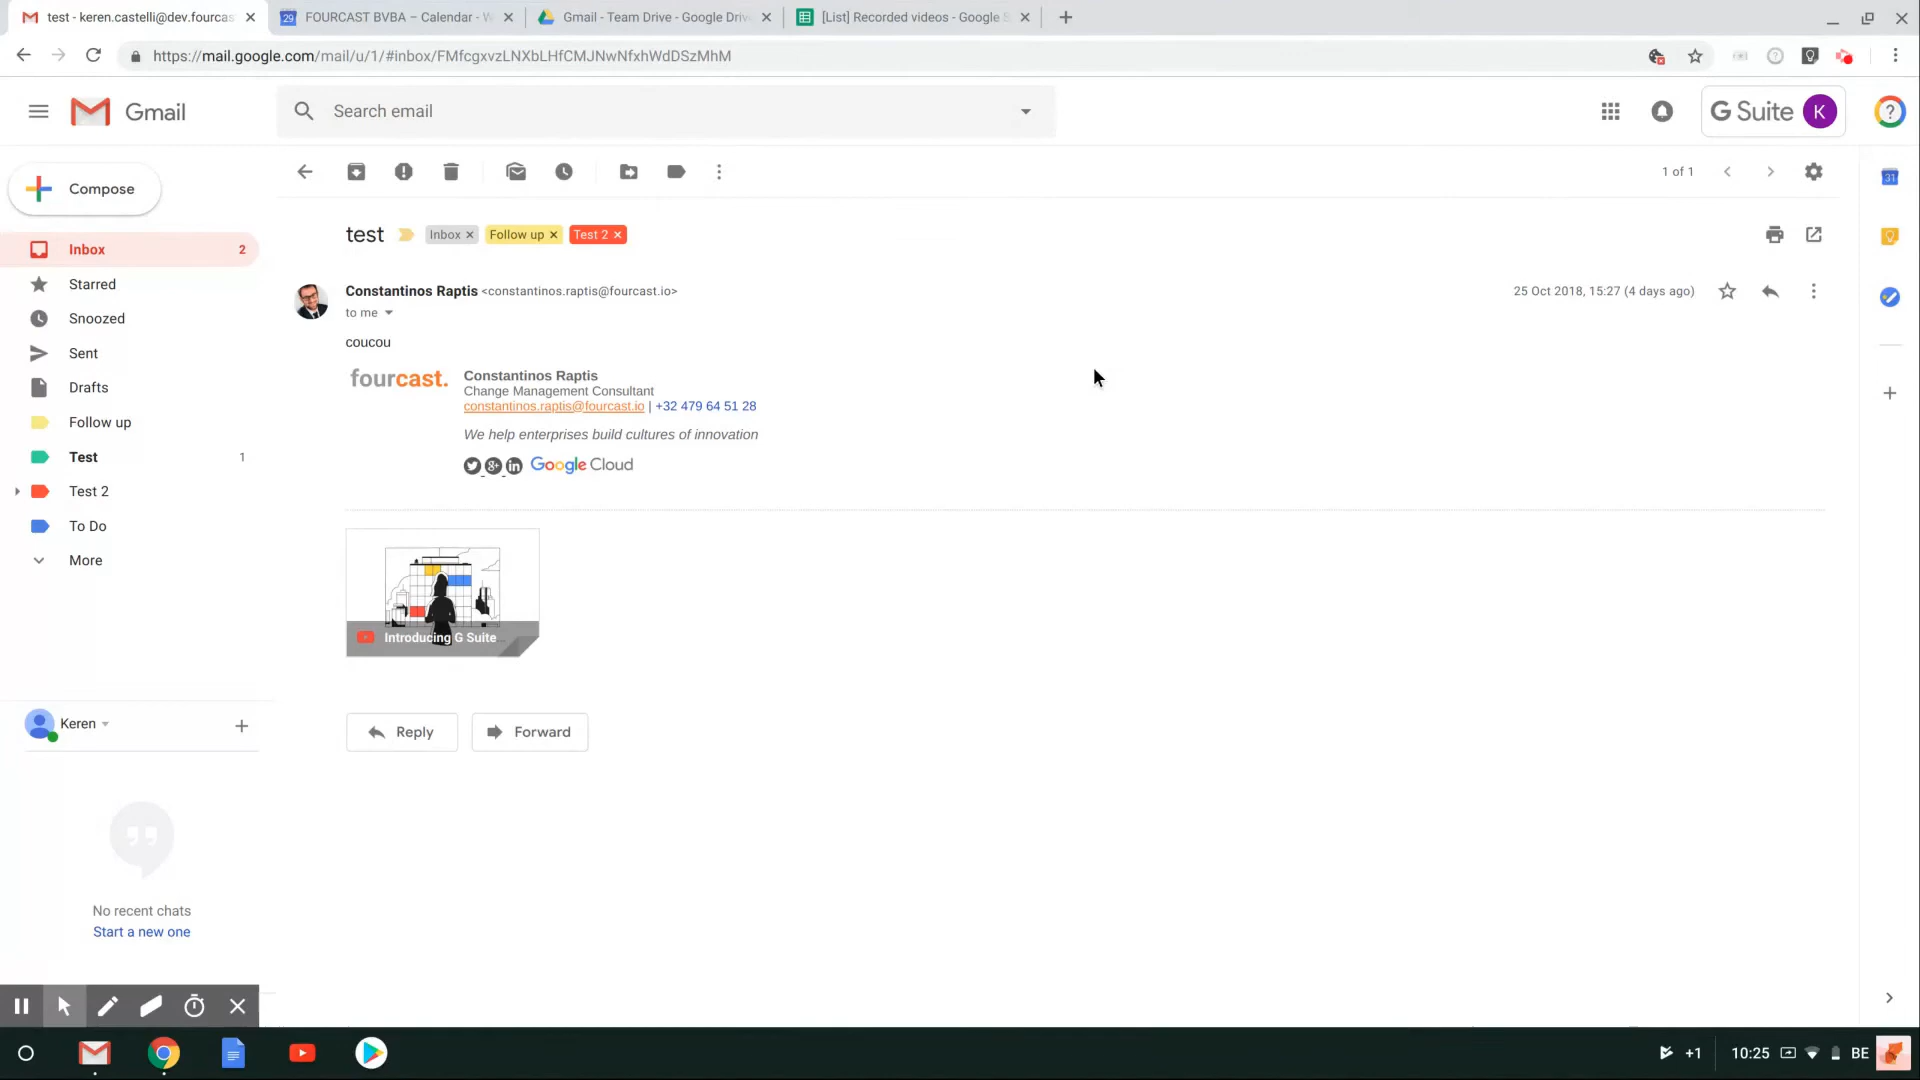 test - keren.castelli@dev.fourcas
FOURCAST BVBA – Calendar - W
Gmail - Team Drive - Google Driv
[List] Recorded videos - Google S
https://mail.google.com/mail/u/1/#inbox/FMfcgxvzLNXbLHfCMJNwNfxhWdDSzMhM
Gmail
Search email
G Suite
K
Compose
1 of 1
31
Inbox 2
Starred
Snoozed
Sent
Drafts
Follow up
Test 1
Test 2
To Do
More
test
Inbox
Follow up
Test 2
Constantinos Raptis <constantinos.raptis@fourcast.io>
25 Oct 2018, 15:27 (4 days ago)
to me
coucou
fourcast.
Constantinos Raptis
Change Management Consultant
constantinos.raptis@fourcast.io | +32 479 64 51 28
We help enterprises build cultures of innovation
Google Cloud
Introducing G Suite
Reply
Forward
Keren
No recent chats
Start a new one
+1
10:25
BE